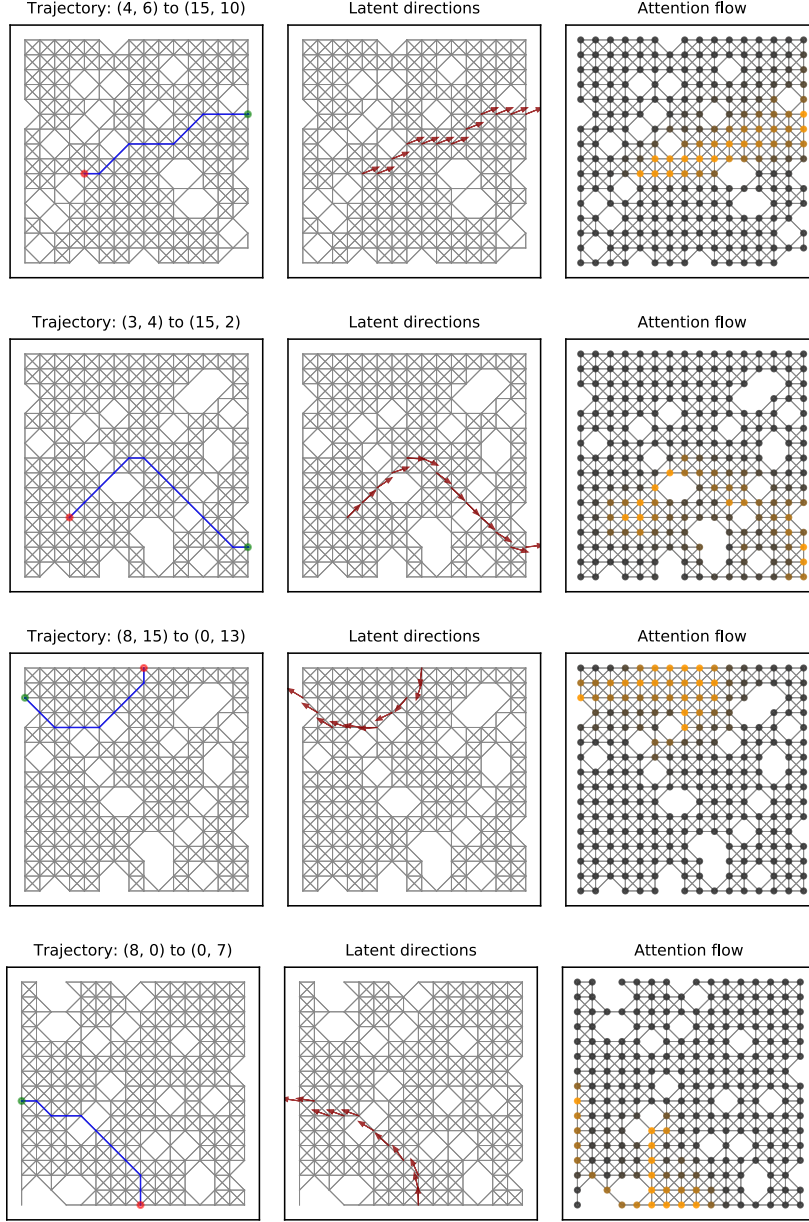 Trajectory: (4, 6) to (15, 10)
Latent directions
Attention flow
Trajectory: (3, 4) to (15, 2)
Latent directions
Attention flow
Trajectory: (8, 15) to (0, 13)
Latent directions
Attention flow
Trajectory: (8, 0) to (0, 7)
Latent directions
Attention flow